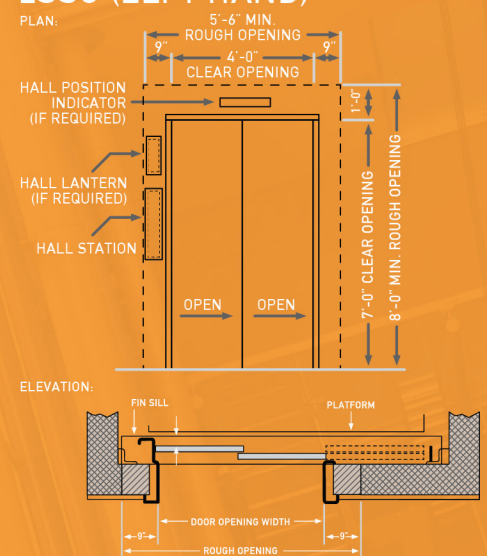 PLAN:
5'-6" MIN.
ROUGH OPENING
9"
4'-0"
9"
CLEAR OPENING
HALL POSITION
INDICATOR
(IF REQUIRED)
1'-0"
HALL LANTERN
(IF REQUIRED)
HALL STATION
7'-0" CLEAR OPENING
8'-0" MIN. ROUGH OPENING
OPEN
OPEN
ELEVATION:
FIN SILL
PLATFORM
DOOR OPENING WIDTH
9"
9"
ROUGH OPENING